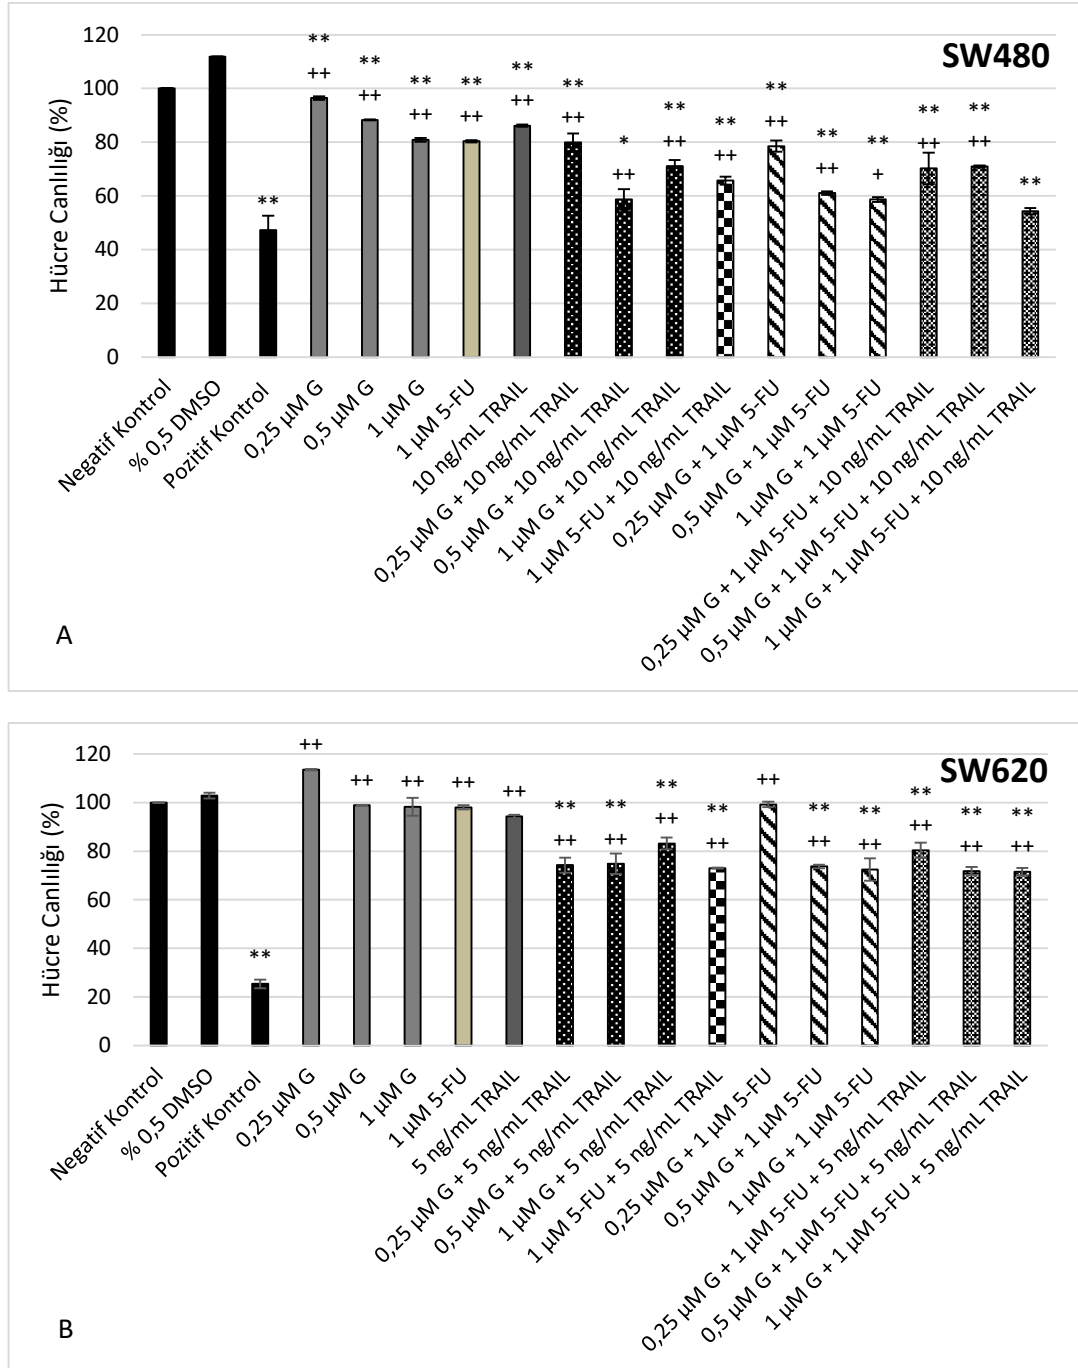 SW480
Hücre Canlılığı (%)
120
100
80
60
40
20
0
**
**
++
**
++
**
++
**
++
**
++
**
++
*
++
**
++
**
++
**
++
**
++
**
+
**
++
**
++
**
Negatif Kontrol
% 0,5 DMSO
Pozitif Kontrol
0,25 µM G
0,5 µM G
1 µM G
1 µM 5-FU
10 ng/mL TRAIL
0,25 µM G + 10 ng/mL TRAIL
0,5 µM G + 10 ng/mL TRAIL
1 µM G + 10 ng/mL TRAIL
1 µM 5-FU + 10 ng/mL TRAIL
0,25 µM G + 1 µM 5-FU
0,5 µM G + 1 µM 5-FU
1 µM G + 1 µM 5-FU
0,25 µM G + 1 µM 5-FU + 10 ng/mL TRAIL
0,5 µM G + 1 µM 5-FU + 10 ng/mL TRAIL
1 µM G + 1 µM 5-FU + 10 ng/mL TRAIL
A
SW620
Hücre Canlılığı (%)
120
100
80
60
40
20
0
**
++
++
++
++
++
**
++
**
++
**
++
**
++
++
**
++
**
++
**
++
**
++
**
++
Negatif Kontrol
% 0,5 DMSO
Pozitif Kontrol
0,25 µM G
0,5 µM G
1 µM G
1 µM 5-FU
5 ng/mL TRAIL
0,25 µM G + 5 ng/mL TRAIL
0,5 µM G + 5 ng/mL TRAIL
1 µM G + 5 ng/mL TRAIL
1 µM 5-FU + 5 ng/mL TRAIL
0,25 µM G + 1 µM 5-FU
0,5 µM G + 1 µM 5-FU
1 µM G + 1 µM 5-FU
0,25 µM G + 1 µM 5-FU + 5 ng/mL TRAIL
0,5 µM G + 1 µM 5-FU + 5 ng/mL TRAIL
1 µM G + 1 µM 5-FU + 5 ng/mL TRAIL
B